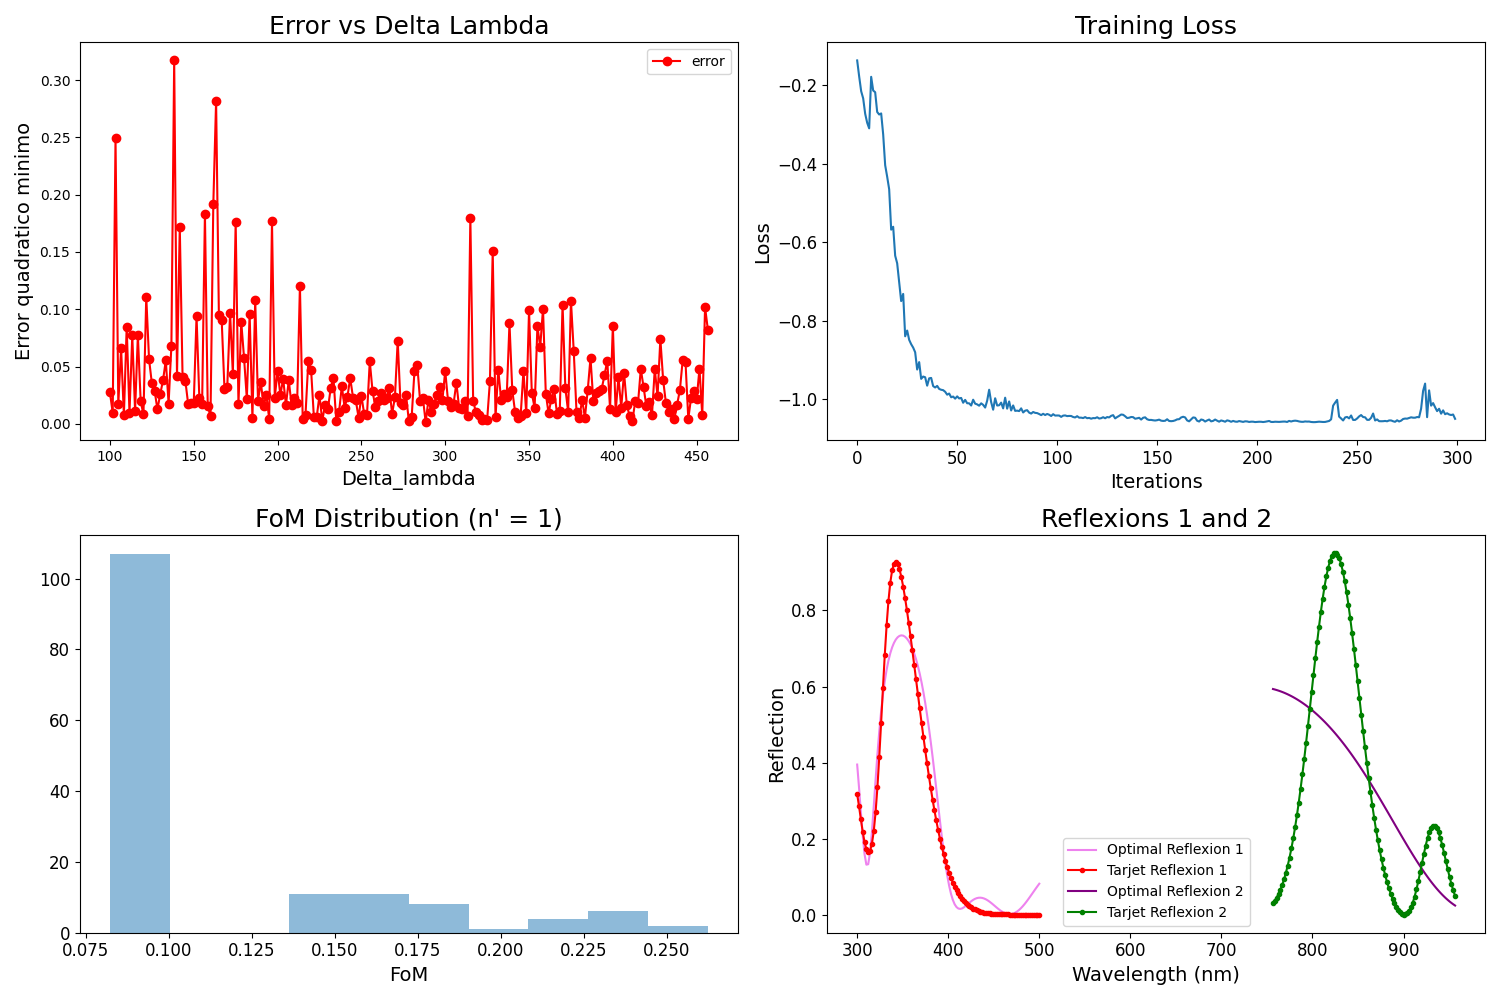 Error vs Delta Lambda
error
Error quadratico minimo
0.30
0.25
0.20
0.15
0.10
0.05
0.00
100 150 200 250 300 350 400 450
Delta_lambda
Training Loss
Loss
−0.2
−0.4
−0.6
−0.8
−1.0
0 50 100 150 200 250 300
Iterations
FoM Distribution (n' = 1)
100
80
60
40
20
0
0.075 0.100 0.125 0.150 0.175 0.200 0.225 0.250
FoM
Reflexions 1 and 2
Reflection
0.8
0.6
0.4
0.2
0.0
Optimal Reflexion 1
Tarjet Reflexion 1
Optimal Reflexion 2
Tarjet Reflexion 2
300 400 500 600 700 800 900
Wavelength (nm)